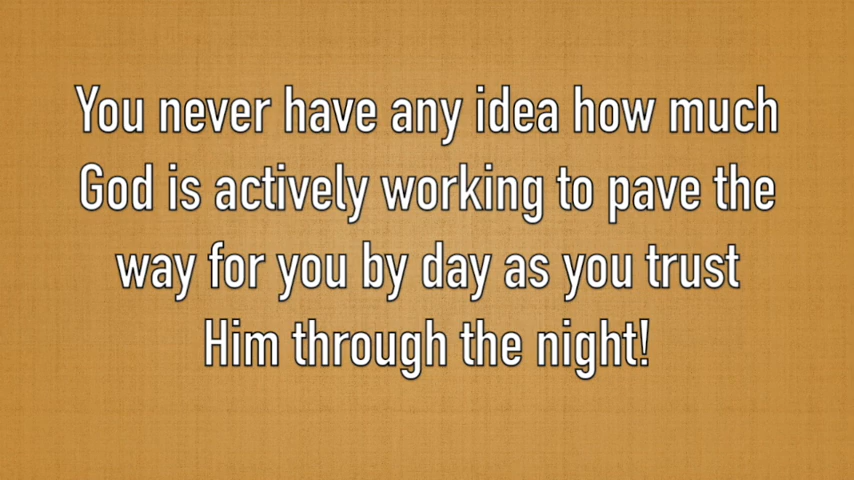 You never have any idea how much
God is actively working to pave the
way for you by day as you trust
Him through the night!